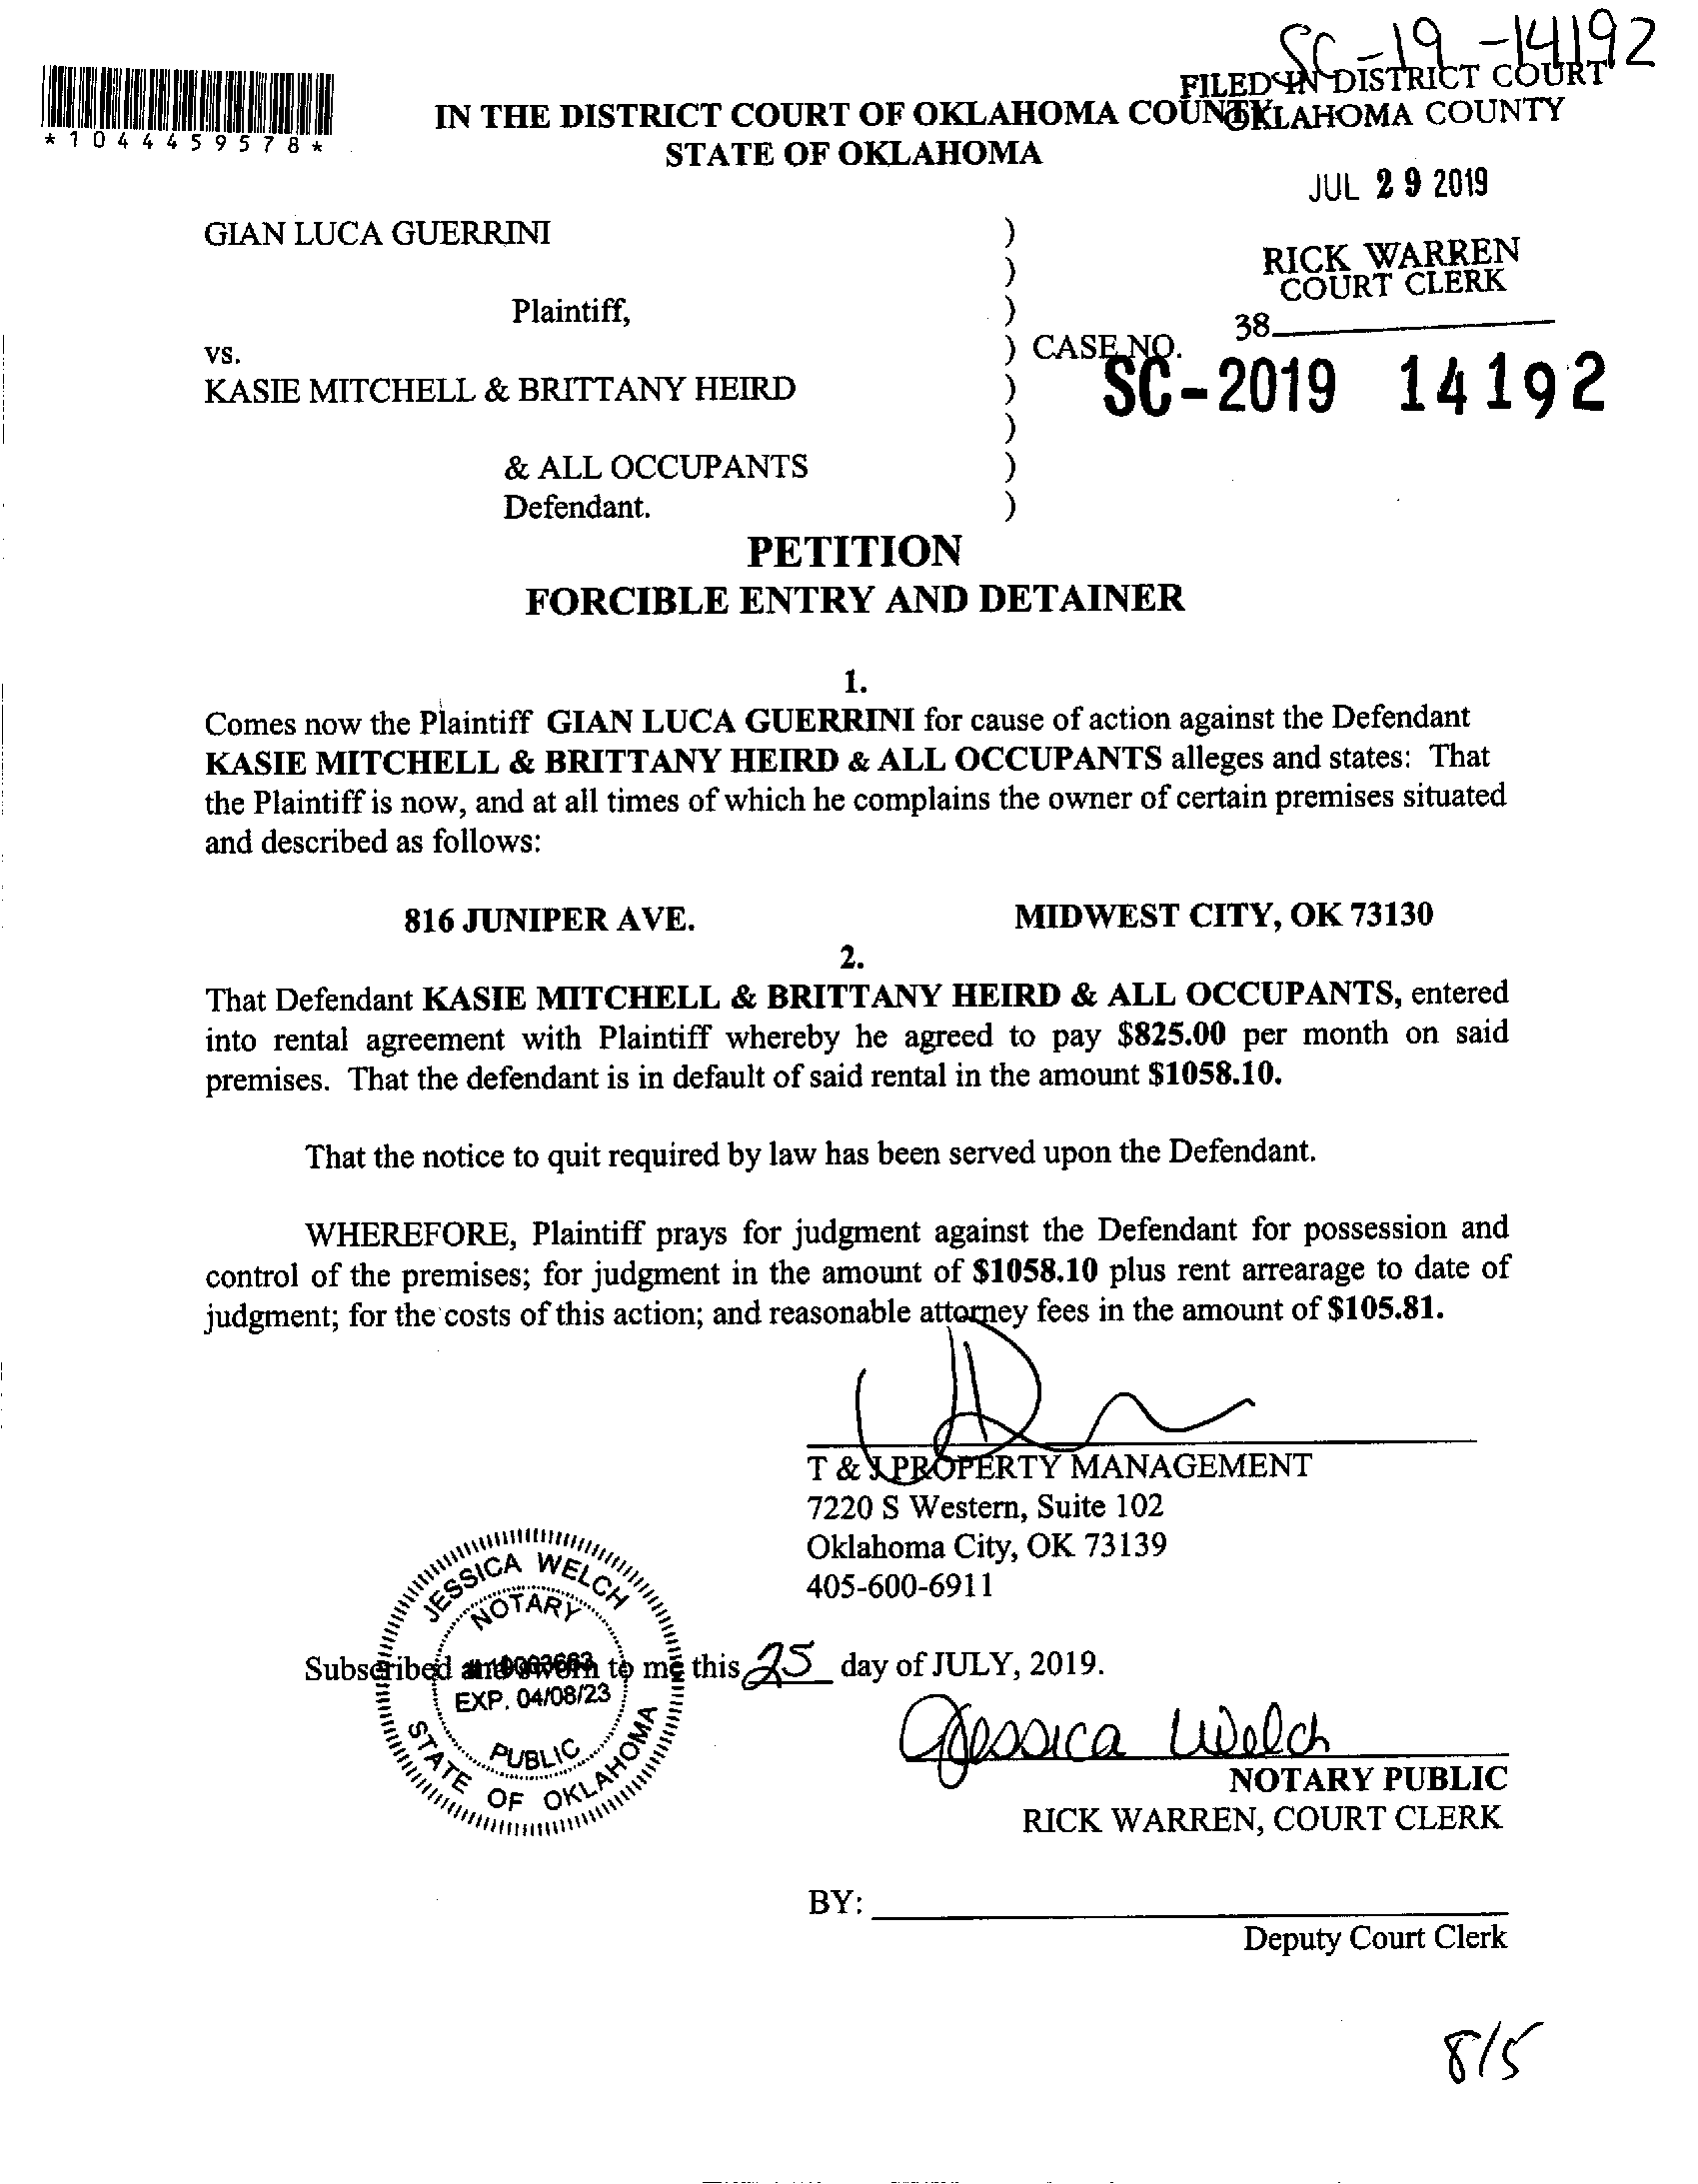 SC-19-14192
FILED IN DISTRICT COURT
OKLAHOMA COUNTY
*1044459578*
IN THE DISTRICT COURT OF OKLAHOMA COUNTY
STATE OF OKLAHOMA
JUL 29 2019
GIAN LUCA GUERRINI )
)
RICK WARREN
COURT CLERK
Plaintiff, )
38
vs. ) CASE NO.
SC-2019 14192
KASIE MITCHELL & BRITTANY HEIRD )
)
& ALL OCCUPANTS )
Defendant. )
PETITION
FORCIBLE ENTRY AND DETAINER
1.
Comes now the Plaintiff GIAN LUCA GUERRINI for cause of action against the Defendant
KASIE MITCHELL & BRITTANY HEIRD & ALL OCCUPANTS alleges and states: That
the Plaintiff is now, and at all times of which he complains the owner of certain premises situated
and described as follows:
816 JUNIPER AVE. MIDWEST CITY, OK 73130
2.
That Defendant KASIE MITCHELL & BRITTANY HEIRD & ALL OCCUPANTS, entered
into rental agreement with Plaintiff whereby he agreed to pay $825.00 per month on said
premises. That the defendant is in default of said rental in the amount $1058.10.
That the notice to quit required by law has been served upon the Defendant.
WHEREFORE, Plaintiff prays for judgment against the Defendant for possession and
control of the premises; for judgment in the amount of $1058.10 plus rent arrearage to date of
judgment; for the costs of this action; and reasonable attorney fees in the amount of $105.81.
T & J PROPERTY MANAGEMENT
7220 S Western, Suite 102
Oklahoma City, OK 73139
405-600-6911
JESSICA WELCH
NOTARY
EXP. 04/08/23
PUBLIC
STATE OF OKLAHOMA
Subscribed and sworn to me this 25 day of JULY, 2019.
Jessica Welch
NOTARY PUBLIC
RICK WARREN, COURT CLERK
BY:
Deputy Court Clerk
8/5